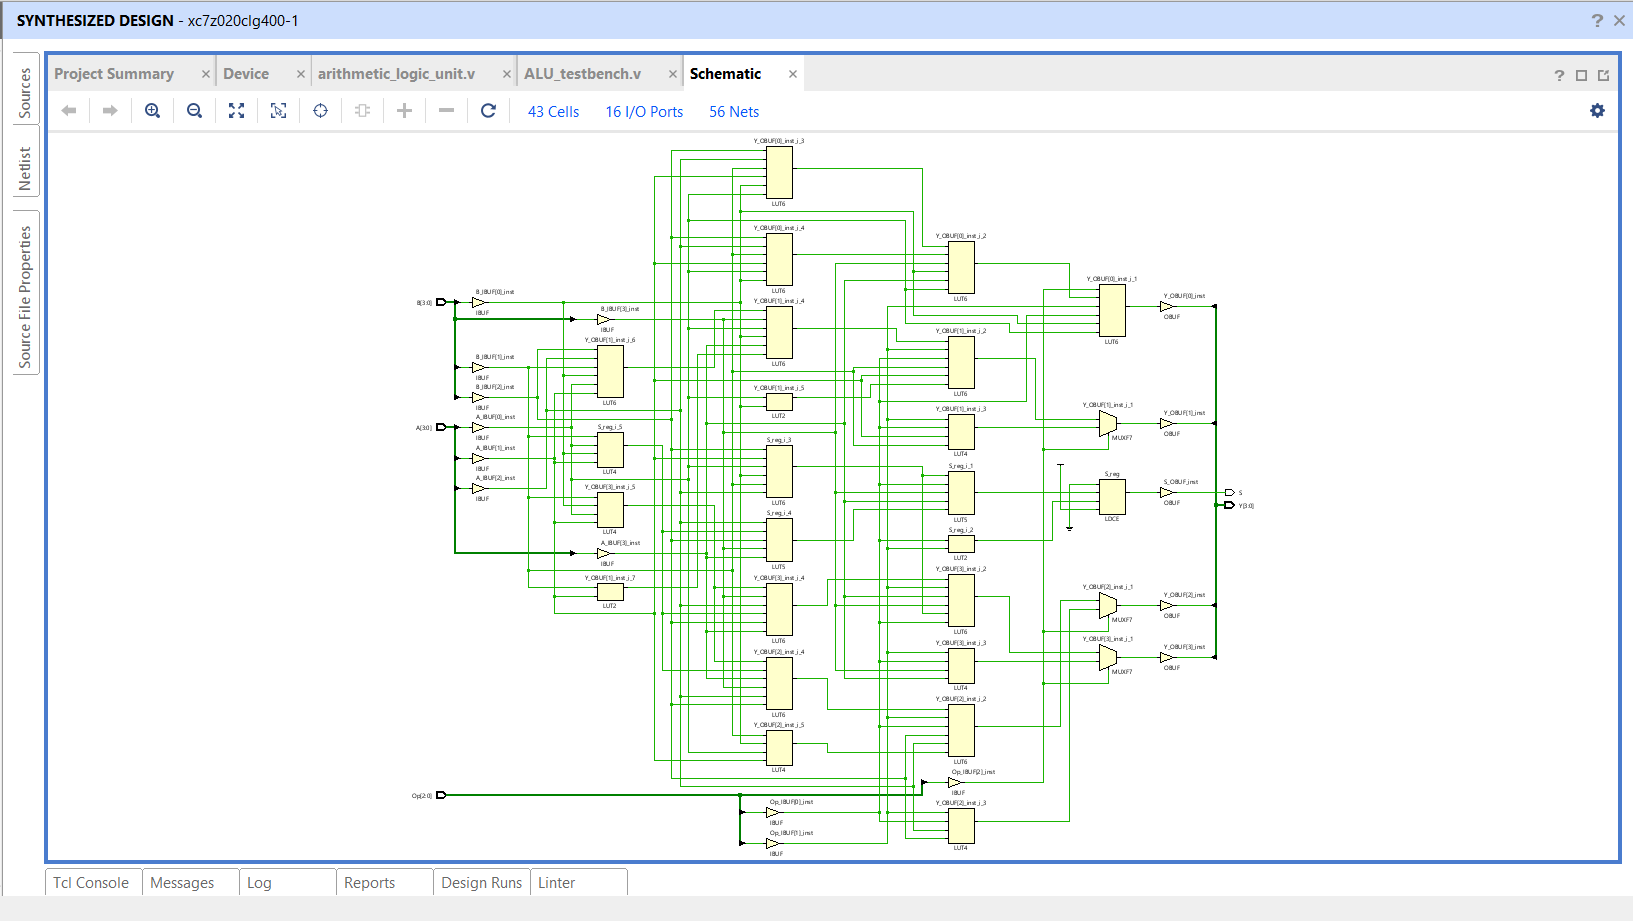 SYNTHESIZED DESIGN - xc7z020clg400-1
Sources
Netlist
Source File Properties
Project Summary
Device
arithmetic_logic_unit.v
ALU_testbench.v
Schematic
43 Cells
16 I/O Ports
56 Nets
Y_OBUF[0]_inst_i_3
LUT6
Y_OBUF[0]_inst_i_4
LUT6
Y_OBUF[0]_inst_i_2
LUT6
Y_OBUF[0]_inst_i_1
LUT6
B[3:0]
B_IBUF[0]_inst
IBUF
B_IBUF[3]_inst
IBUF
Y_OBUF[1]_inst_i_4
LUT6
Y_OBUF[0]_inst
OBUF
Y_OBUF[1]_inst_i_6
LUT6
Y_OBUF[1]_inst_i_2
LUT6
B_IBUF[1]_inst
IBUF
B_IBUF[2]_inst
IBUF
Y_OBUF[1]_inst_i_5
LUT2
A[3:0]
A_IBUF[0]_inst
IBUF
A_IBUF[1]_inst
IBUF
A_IBUF[2]_inst
IBUF
S_reg_i_5
LUT4
Y_OBUF[1]_inst_i_3
LUT4
Y_OBUF[1]_inst_i_1
MUXF7
Y_OBUF[1]_inst
OBUF
S_reg_i_3
LUT6
S_reg_i_1
LUT5
S_reg
LDCE
S_OBUF_inst
OBUF
S
Y[3:0]
Y_OBUF[3]_inst_i_5
LUT4
S_reg_i_4
LUT5
S_reg_i_2
LUT2
A_IBUF[3]_inst
IBUF
Y_OBUF[1]_inst_i_7
LUT2
Y_OBUF[3]_inst_i_4
LUT6
Y_OBUF[3]_inst_i_2
LUT6
Y_OBUF[2]_inst_i_1
MUXF7
Y_OBUF[2]_inst
OBUF
Y_OBUF[2]_inst_i_4
LUT6
Y_OBUF[3]_inst_i_3
LUT4
Y_OBUF[3]_inst_i_1
MUXF7
Y_OBUF[3]_inst
OBUF
Y_OBUF[2]_inst_i_5
LUT4
Y_OBUF[2]_inst_i_2
LUT6
Op[2:0]
Op_IBUF[2]_inst
IBUF
Op_IBUF[0]_inst
IBUF
Op_IBUF[1]_inst
IBUF
Y_OBUF[2]_inst_i_3
LUT4
Tcl Console
Messages
Log
Reports
Design Runs
Linter